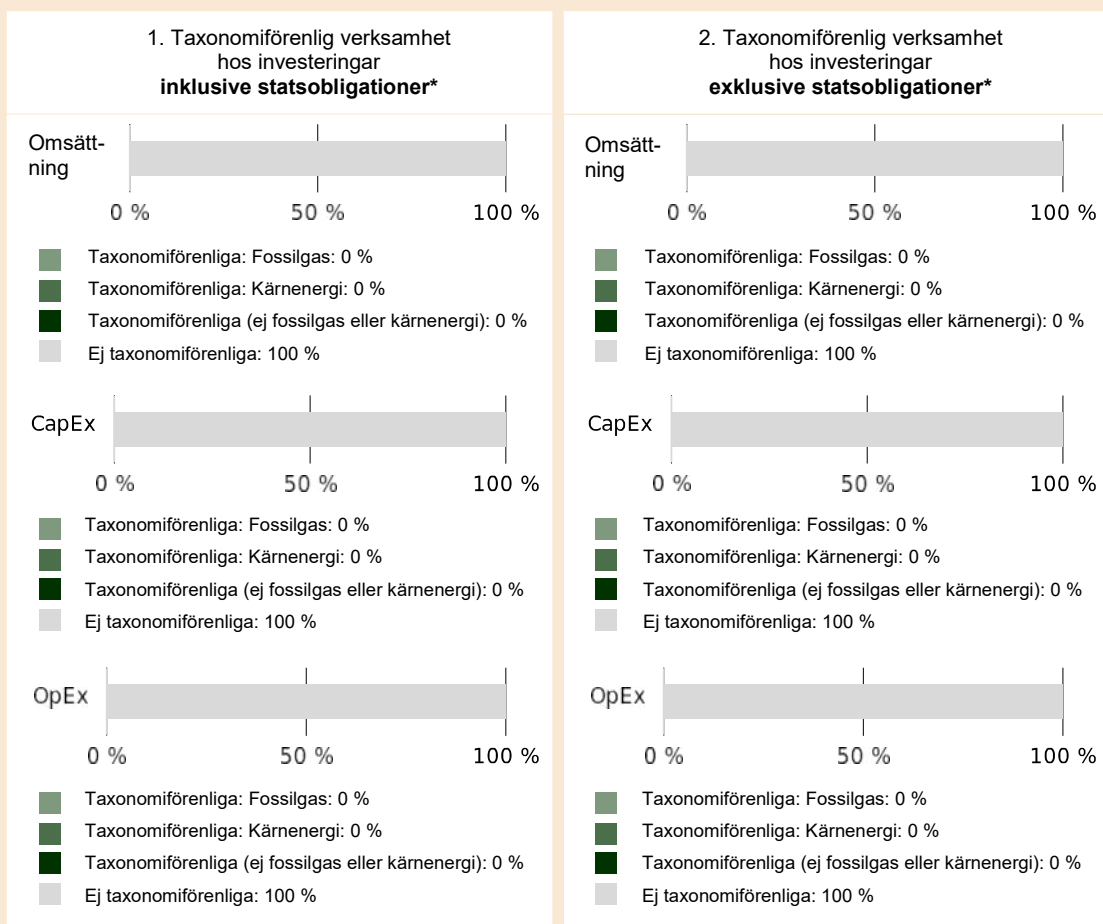 1. Taxonomiförenlig verksamhet
hos investeringar
inklusive statsobligationer*
Omsätt-
ning
0 % 50 % 100 %
Taxonomiförenliga: Fossilgas: 0 %
Taxonomiförenliga: Kärnenergi: 0 %
Taxonomiförenliga (ej fossilgas eller kärnenergi): 0 %
Ej taxonomiförenliga: 100 %
CapEx
0 % 50 % 100 %
Taxonomiförenliga: Fossilgas: 0 %
Taxonomiförenliga: Kärnenergi: 0 %
Taxonomiförenliga (ej fossilgas eller kärnenergi): 0 %
Ej taxonomiförenliga: 100 %
OpEx
0 % 50 % 100 %
Taxonomiförenliga: Fossilgas: 0 %
Taxonomiförenliga: Kärnenergi: 0 %
Taxonomiförenliga (ej fossilgas eller kärnenergi): 0 %
Ej taxonomiförenliga: 100 %
2. Taxonomiförenlig verksamhet
hos investeringar
exklusive statsobligationer*
Omsätt-
ning
0 % 50 % 100 %
Taxonomiförenliga: Fossilgas: 0 %
Taxonomiförenliga: Kärnenergi: 0 %
Taxonomiförenliga (ej fossilgas eller kärnenergi): 0 %
Ej taxonomiförenliga: 100 %
CapEx
0 % 50 % 100 %
Taxonomiförenliga: Fossilgas: 0 %
Taxonomiförenliga: Kärnenergi: 0 %
Taxonomiförenliga (ej fossilgas eller kärnenergi): 0 %
Ej taxonomiförenliga: 100 %
OpEx
0 % 50 % 100 %
Taxonomiförenliga: Fossilgas: 0 %
Taxonomiförenliga: Kärnenergi: 0 %
Taxonomiförenliga (ej fossilgas eller kärnenergi): 0 %
Ej taxonomiförenliga: 100 %